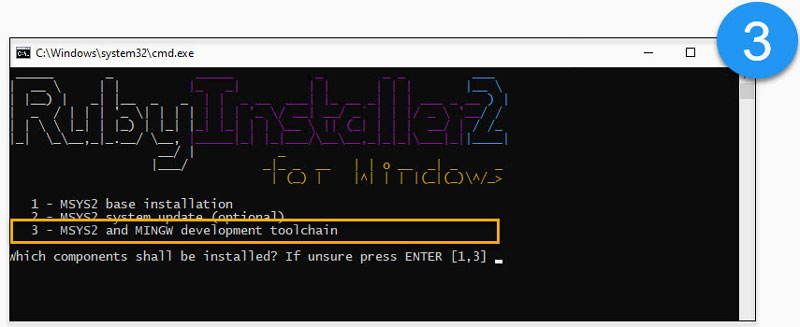 3
C:\Windows\system32\cmd.exe
RubyInstaller2
for Windows
1 - MSYS2 base installation
2 - MSYS2 system update (optional)
3 - MSYS2 and MINGW development toolchain
Which components shall be installed? If unsure press ENTER [1,3]